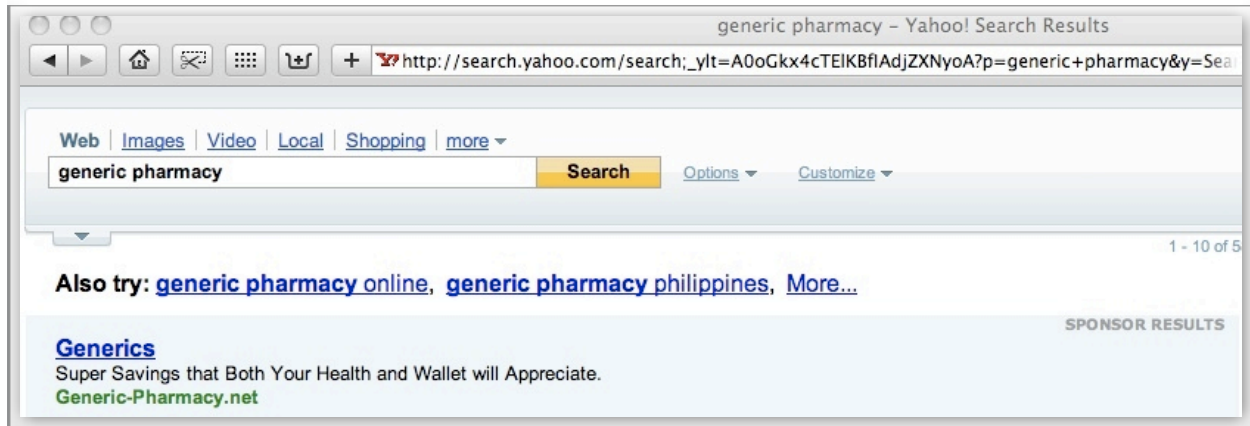 generic pharmacy – Yahoo! Search Results
http://search.yahoo.com/search;_ylt=A0oGkx4cTElKBflAdjZXNyoA?p=generic+pharmacy&y=Sea
Web Images Video Local Shopping more
generic pharmacy Search Options Customize
1 - 10 of 5
Also try: generic pharmacy online, generic pharmacy philippines, More...
SPONSOR RESULTS
Generics
Super Savings that Both Your Health and Wallet will Appreciate.
Generic-Pharmacy.net